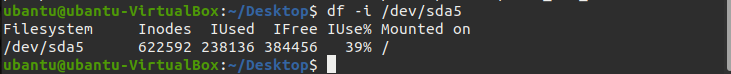 ubantu@ubantu-VirtualBox:~/Desktop$ df -i /dev/sda5
Filesystem     Inodes  IUsed  IFree IUse% Mounted on
/dev/sda5      622592 238136 384456   39% /
ubantu@ubantu-VirtualBox:~/Desktop$